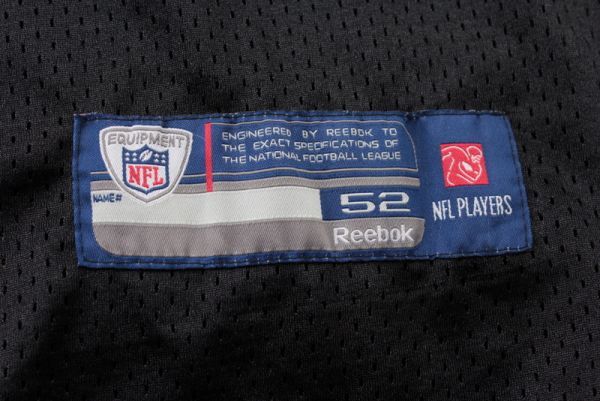 EQUIPMENT
NFL
ENGINEERED BY REEBOK TO
THE EXACT SPECIFICATIONS OF
THE NATIONAL FOOTBALL LEAGUE
NAME#
52
Reebok
NFL PLAYERS